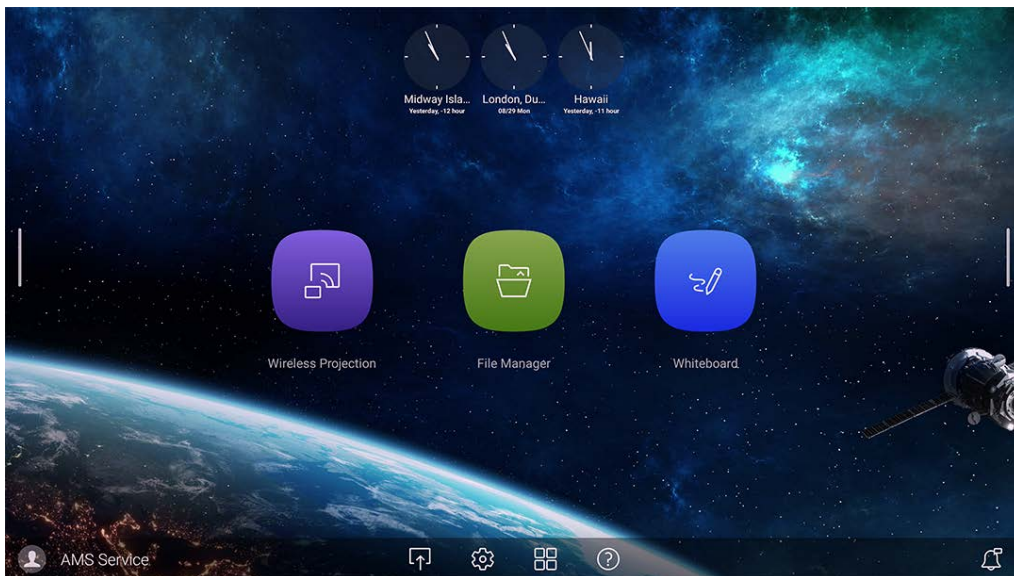 Midway Isla...
Yesterday, -12 hour
London, Du...
08/29 Mon
Hawaii
Yesterday, -11 hour
Wireless Projection
File Manager
Whiteboard
AMS Service
?